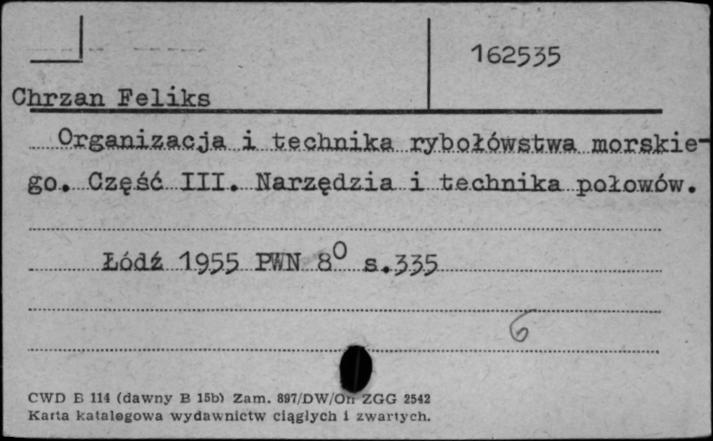 162535
Chrzan Feliks
Organizacja i technika rybołówstwa morskie-
go. Część III. Narzędzia i technika połowów.
Łódź 1955 PWN 8⁰ s.335
6
CWD B 114 (dawny B 15b) Zam. 897/DW/On ZGG 2542
Karta katalogowa wydawnictw ciągłych i zwartych.